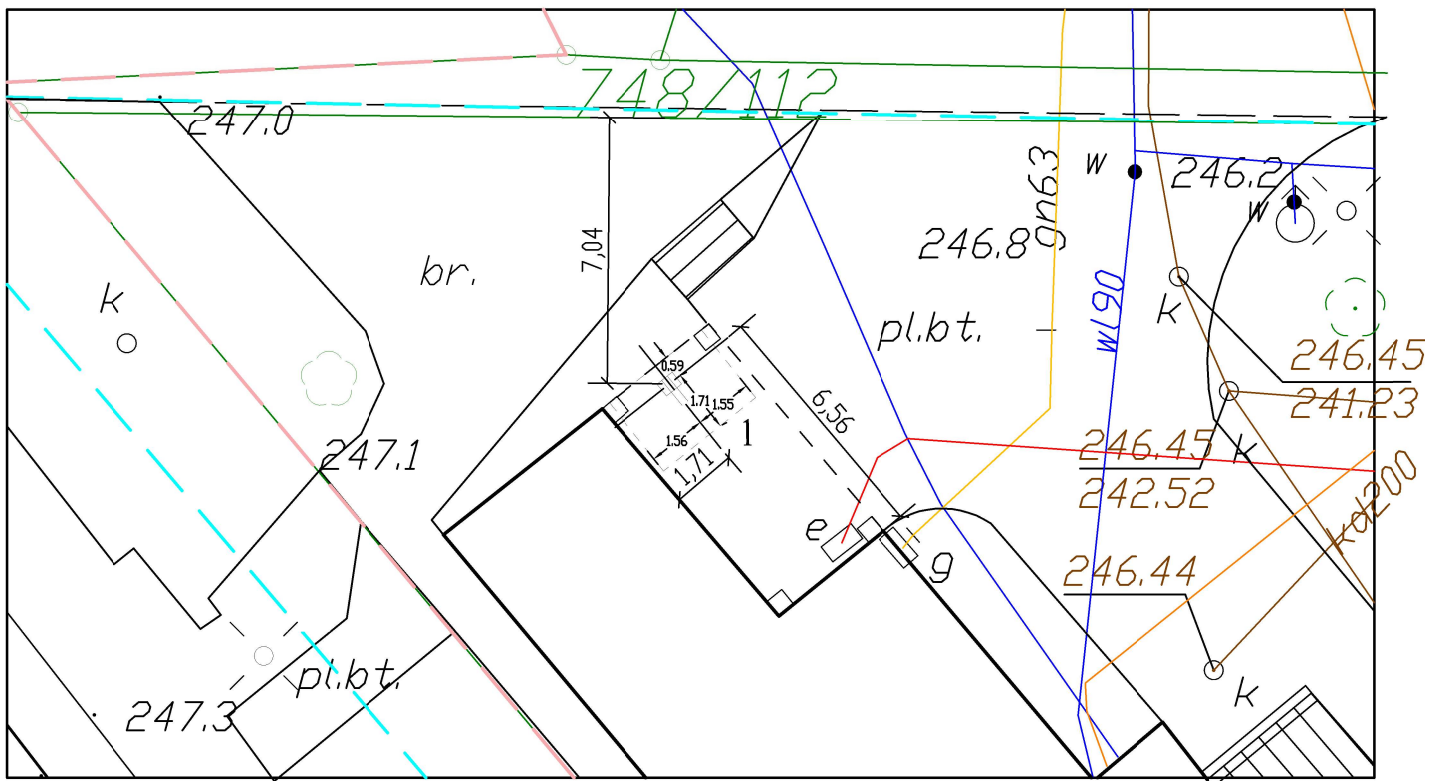 748/112
247.0
gn63
w
246.2
w
7,04
246.8
br.
k
k
wl90
pl.bt.
246.45
241.23
0.59
1.71
1.55
6,56
1
1.56
1,71
247.1
246.45
k
242.52
kd200
e
g
246.44
pl.bt.
247.3
k